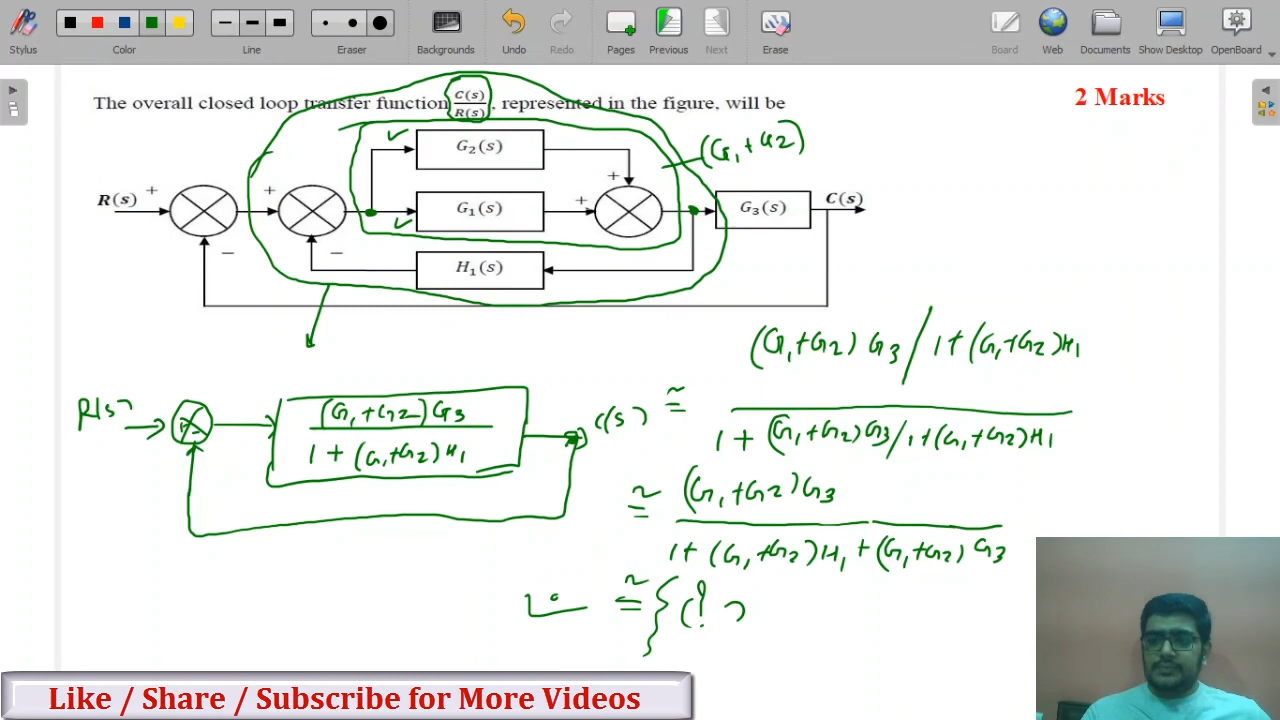 Stylus
Color
Line
Eraser
Backgrounds
Undo
Redo
Pages
Previous
Next
Erase
Board
Web
Documents
Show Desktop
OpenBoard
The overall closed loop transfer function C(s)/R(s), represented in the figure, will be
2 Marks
G₂(s)
(G₁+G2)
R(s)
+
+
+
+
G₁(s)
G₃(s)
C(s)
−
−
H₁(s)
(G₁+G2) G3 / 1+(G₁+G2)H₁
≅
1 + (G₁+G2)G3/1+(G₁+G2)H₁
R(s)
(G₁+G2)G3
1 + (G₁+G2)H₁
C(s)
≅ (G₁+G2)G3
1+(G₁+G2)H₁+(G₁+G2) G3
≅
Like / Share / Subscribe for More Videos